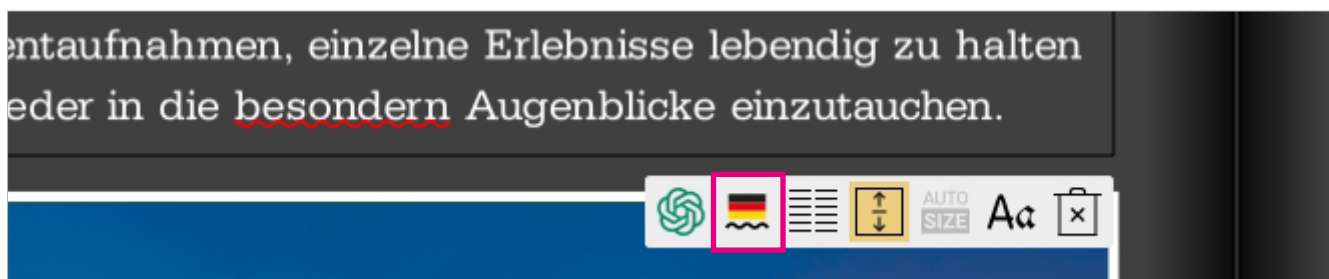 entaufnahmen, einzelne Erlebnisse lebendig zu halten
eder in die besondern Augenblicke einzutauchen.
AUTO
SIZE
Aa